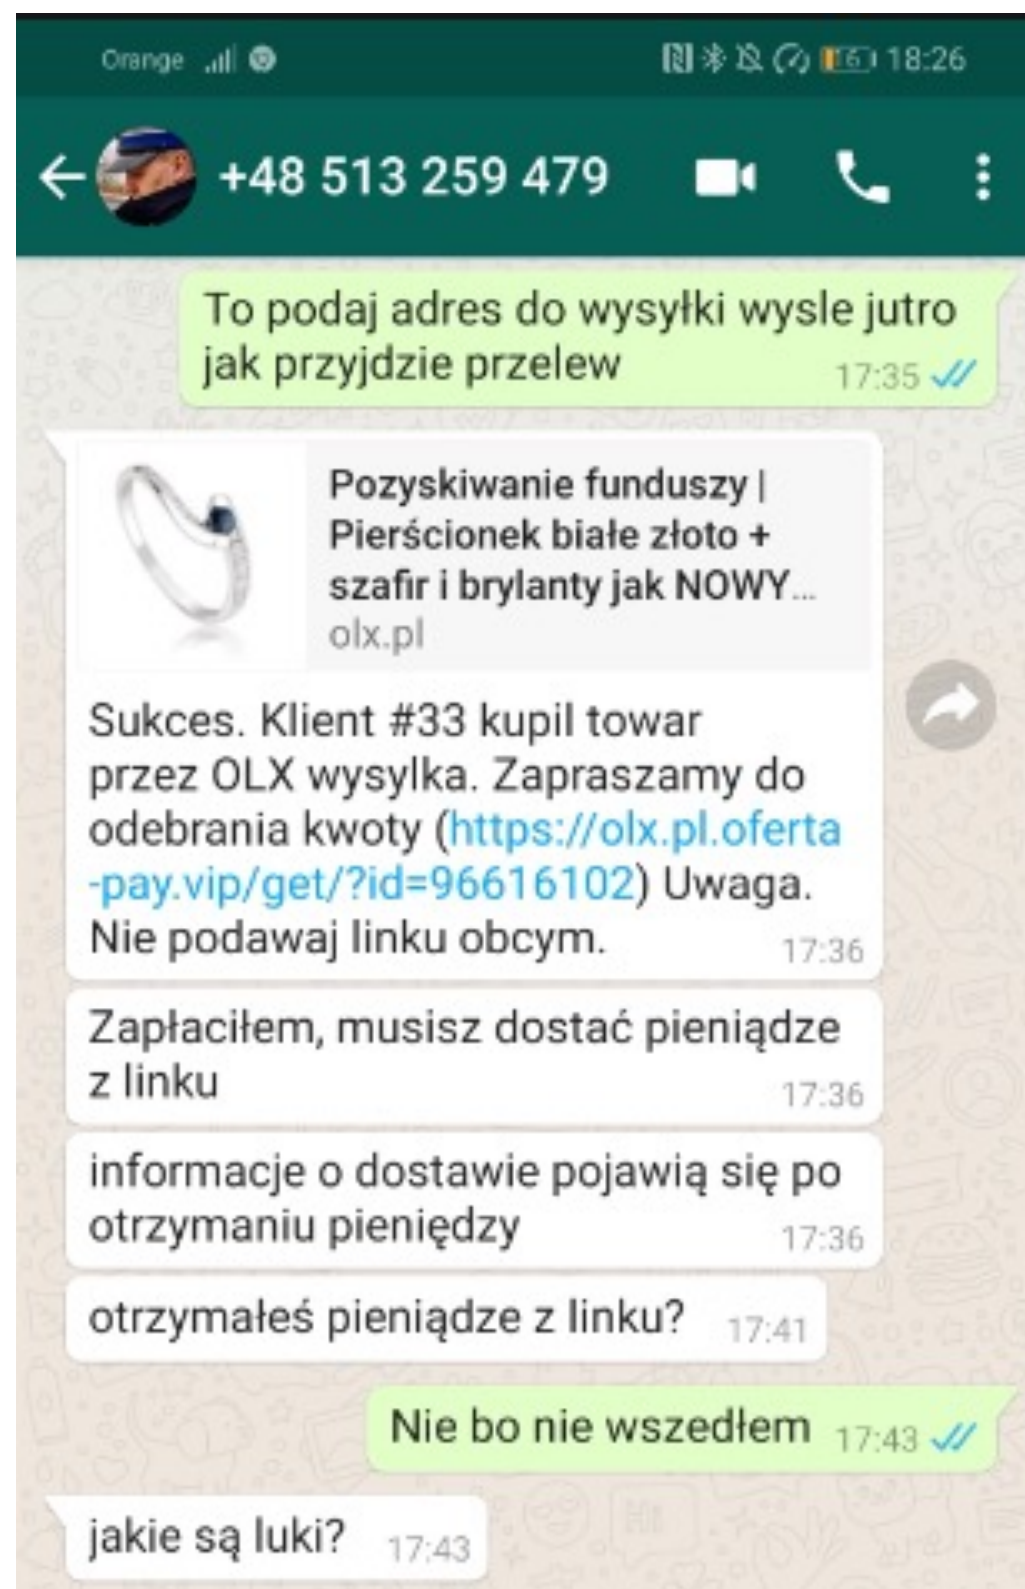 Orange
16 18:26
+48 513 259 479
To podaj adres do wysyłki wysle jutro
jak przyjdzie przelew
17:35
Pozyskiwanie funduszy |
Pierścionek białe złoto +
szafir i brylanty jak NOWY...
olx.pl
Sukces. Klient #33 kupil towar
przez OLX wysylka. Zapraszamy do
odebrania kwoty (https://olx.pl.oferta
-pay.vip/get/?id=96616102) Uwaga.
Nie podawaj linku obcym.
17:36
Zapłaciłem, musisz dostać pieniądze
z linku
17:36
informacje o dostawie pojawią się po
otrzymaniu pieniędzy
17:36
otrzymałeś pieniądze z linku? 17:41
Nie bo nie wszedłem 17:43
jakie są luki? 17:43